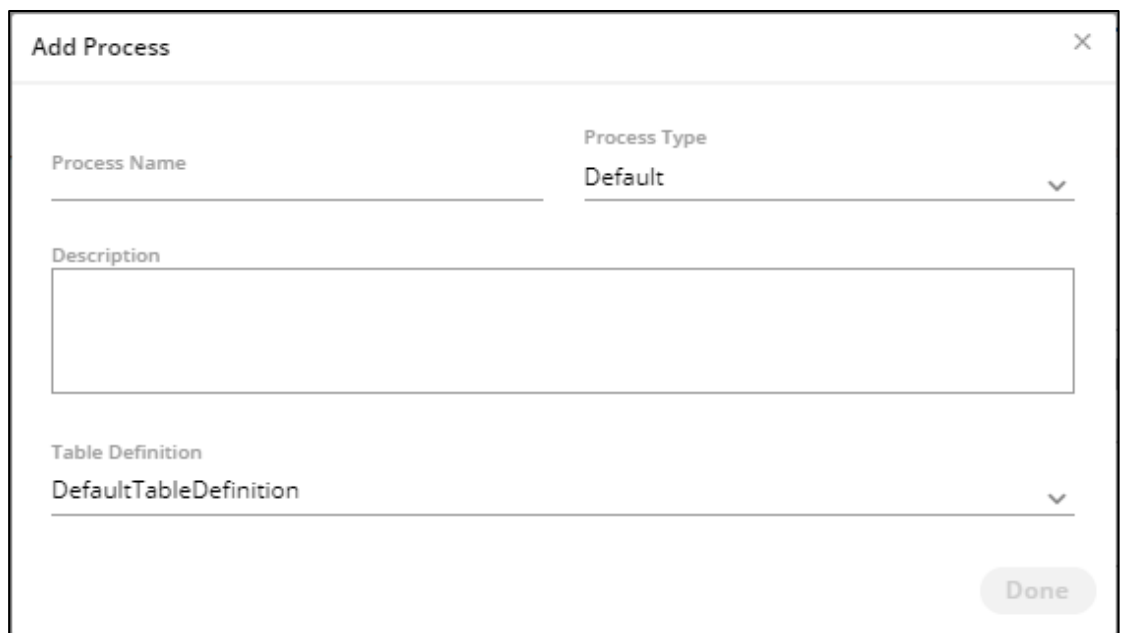 Add Process
Process Name
Process Type
Default
Description
Table Definition
DefaultTableDefinition
Done